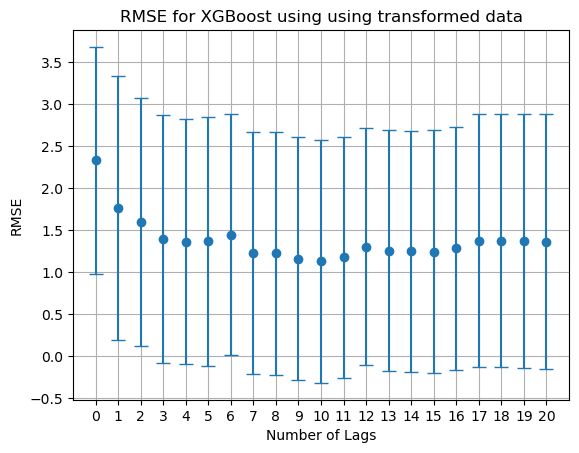 RMSE for XGBoost using using transformed data
3.5
3.0
2.5
2.0
1.5
1.0
0.5
0.0
−0.5
RMSE
0 1 2 3 4 5 6 7 8 9 10 11 12 13 14 15 16 17 18 19 20
Number of Lags